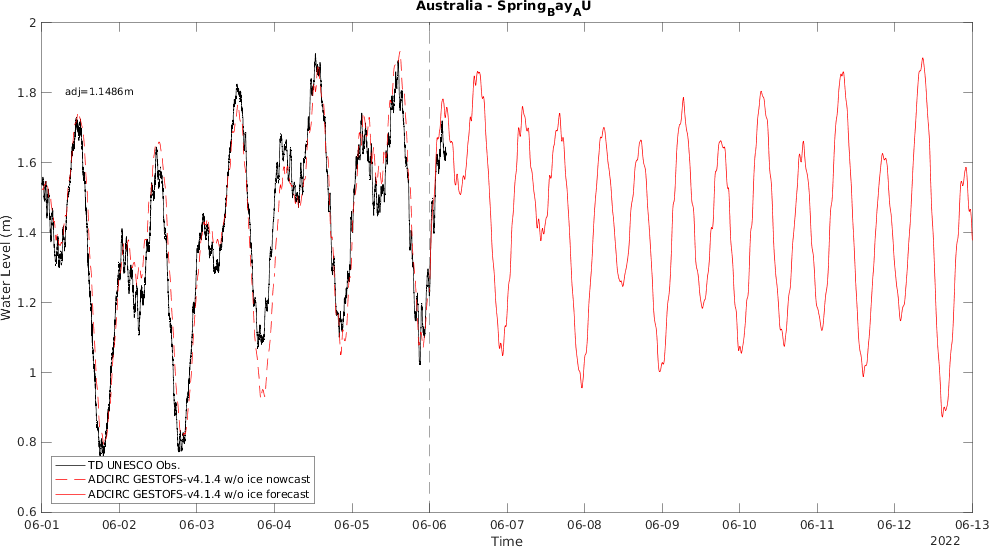 Australia - SpringBayAU
2
1.8
1.6
1.4
1.2
1
0.8
0.6
adj=1.1486m
Water Level (m)
TD UNESCO Obs.
ADCIRC GESTOFS-v4.1.4 w/o ice nowcast
ADCIRC GESTOFS-v4.1.4 w/o ice forecast
06-01 06-02 06-03 06-04 06-05 06-06 06-07 06-08 06-09 06-10 06-11 06-12 06-13
Time
2022